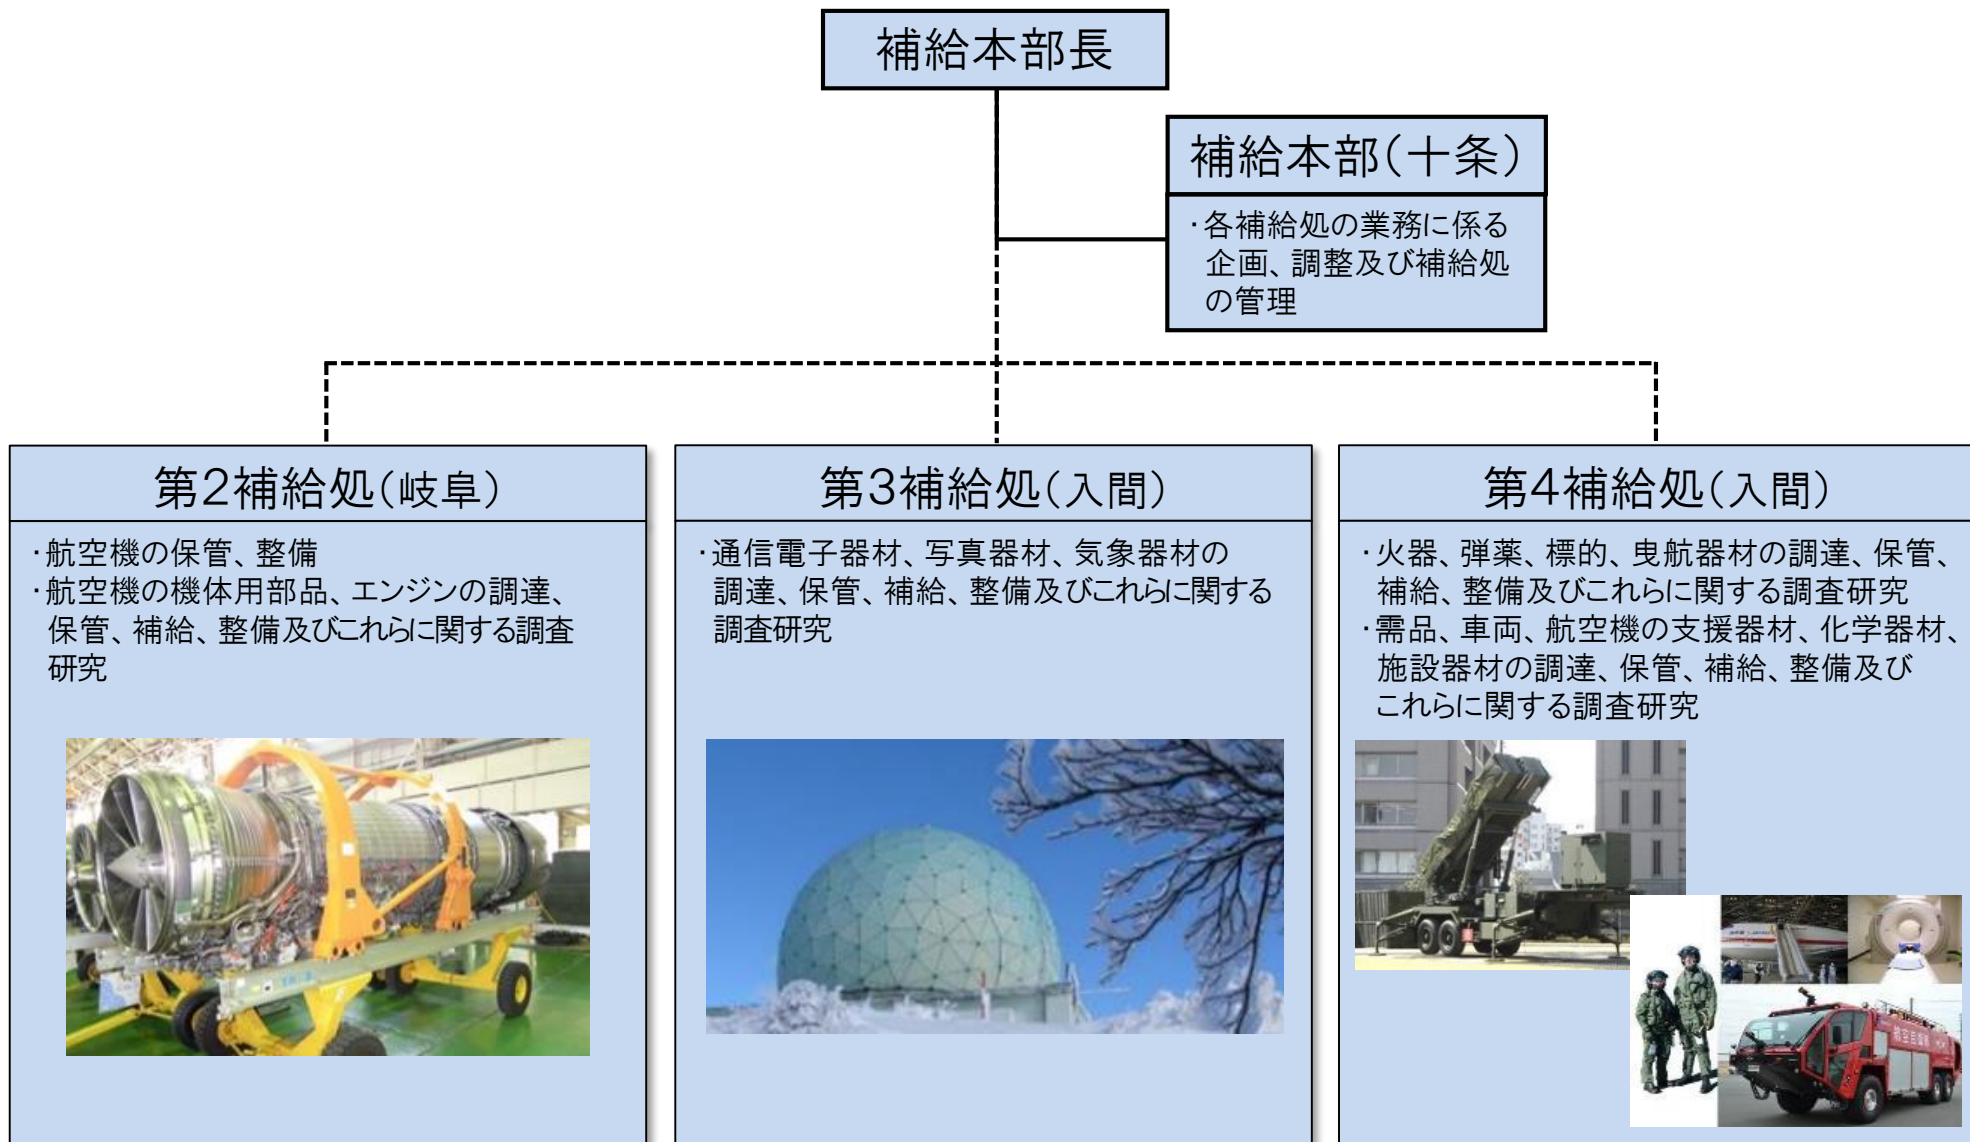 補給本部長
補給本部(十条)
・各補給処の業務に係る
企画、調整及び補給処
の管理
第2補給処(岐阜)
・航空機の保管、整備
・航空機の機体用部品、エンジンの調達、
保管、補給、整備及びこれらに関する調査
研究
第3補給処(入間)
・通信電子器材、写真器材、気象器材の
調達、保管、補給、整備及びこれらに関する
調査研究
第4補給処(入間)
・火器、弾薬、標的、曳航器材の調達、保管、
補給、整備及びこれらに関する調査研究
・需品、車両、航空機の支援器材、化学器材、
施設器材の調達、保管、補給、整備及び
これらに関する調査研究